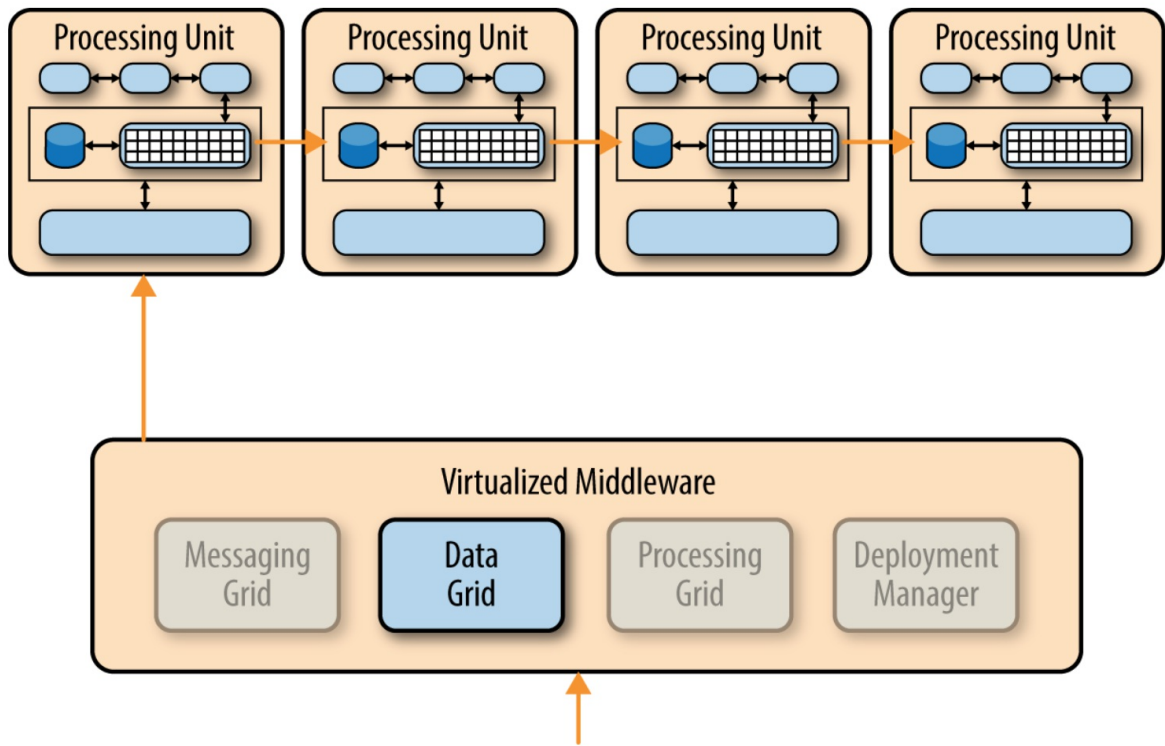 Processing Unit
Processing Unit
Processing Unit
Processing Unit
Virtualized Middleware
Messaging
Grid
Data
Grid
Processing
Grid
Deployment
Manager